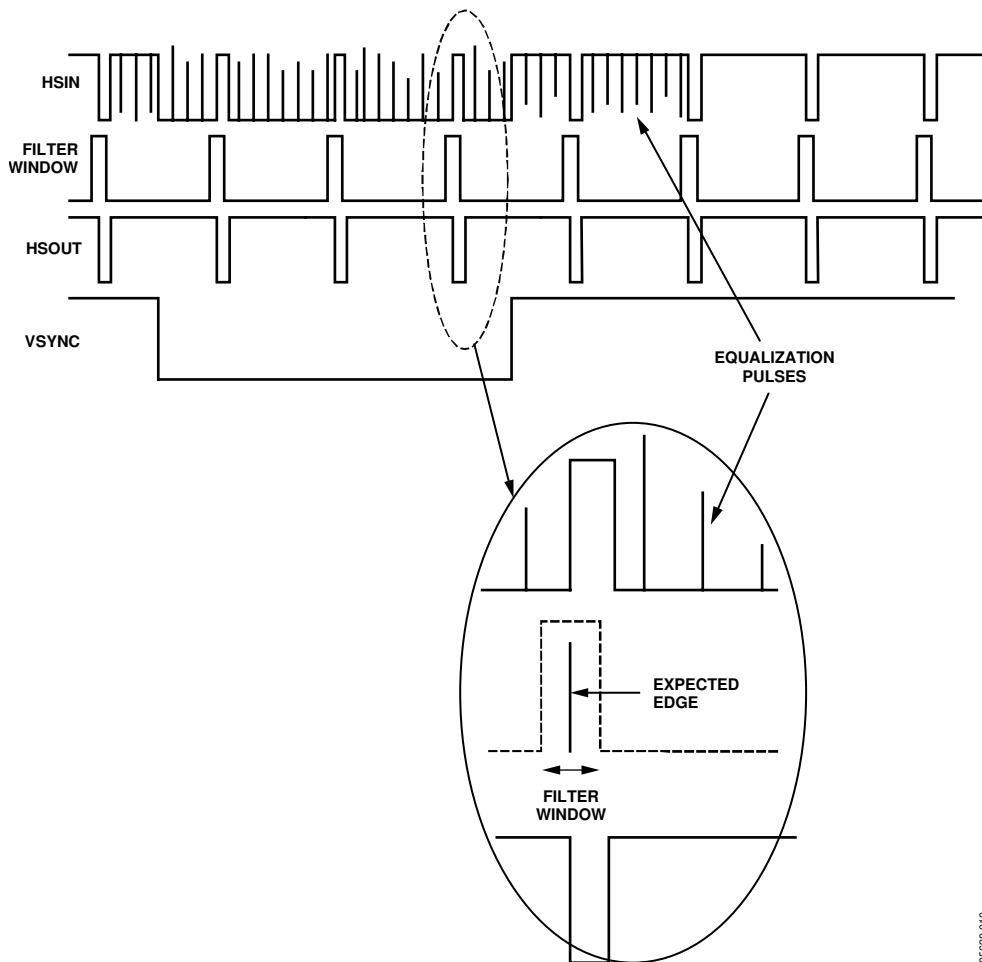 HSIN
FILTER
WINDOW
HSOUT
VSYNC
EQUALIZATION
PULSES
EXPECTED
EDGE
FILTER
WINDOW